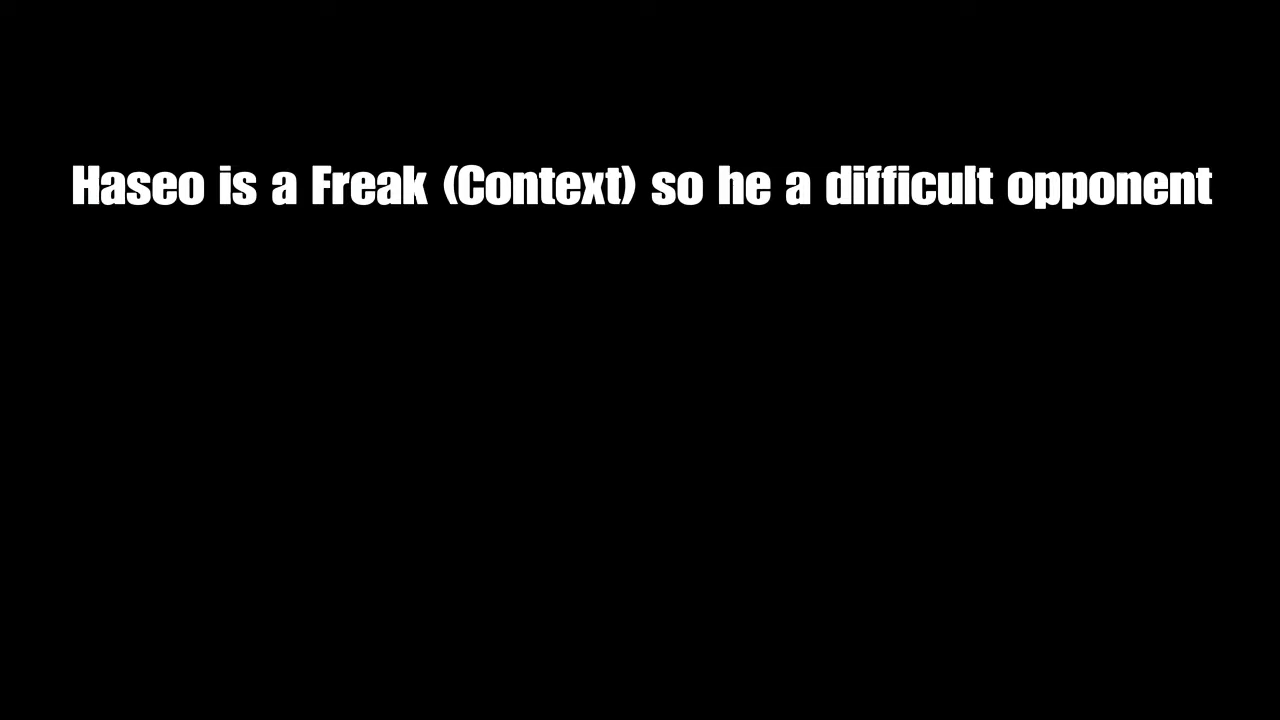 Haseo is a Freak (Context) so he a difficult opponent